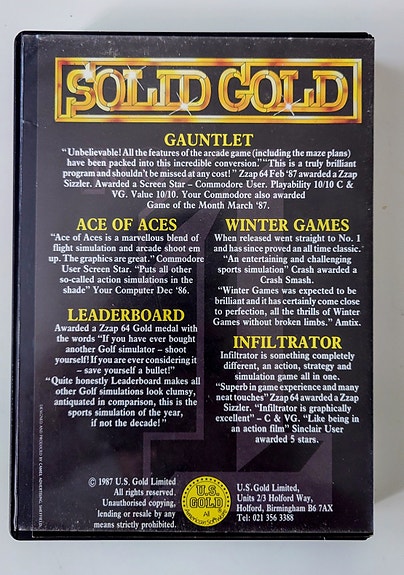 SOLID GOLD
GAUNTLET
"Unbelievable! All the features of the arcade game (including the maze plans)
have been packed into this incredible conversion." "This is a truly brilliant
program and shouldn't be missed at any cost!" Zzap 64 Feb '87 awarded a Zzap
Sizzler. Awarded a Screen Star – Commodore User. Playability 10/10 C &
VG. Value 10/10. Your Commodore also awarded
Game of the Month March '87.
ACE OF ACES
"Ace of Aces is a marvellous blend of
flight simulation and arcade shoot em
up. The graphics are great." Commodore
User Screen Star. "Puts all other
so-called action simulations in the
shade" Your Computer Dec '86.
LEADERBOARD
Awarded a Zzap 64 Gold medal with
the words "If you have ever bought
another Golf simulator – shoot
yourself! If you are ever considering it
– save yourself a bullet!"
"Quite honestly Leaderboard makes all
other Golf simulations look clumsy,
antiquated in comparison, this is the
sports simulation of the year,
if not the decade!"
WINTER GAMES
When released went straight to No. 1
and has since proved an all time classic.
"An entertaining and challenging
sports simulation" Crash awarded a
Crash Smash.
"Winter Games was expected to be
brilliant and it has certainly come close
to perfection, all the thrills of Winter
Games without broken limbs." Amtix.
INFILTRATOR
Infiltrator is something completely
different, an action, strategy and
simulation game all in one.
"Superb in game experience and many
neat touches" Zzap 64 awarded a Zzap
Sizzler. "Infiltrator is graphically
excellent" – C & VG. "Like being in
an action film" Sinclair User
awarded 5 stars.
DESIGNED AND PRODUCED BY CAMEL ADVERTISING, SHEFFIELD.
© 1987 U.S. Gold Limited
All rights reserved.
Unauthorised copying,
lending or resale by any
means strictly prohibited.
U.S.
GOLD
All
American Software
U.S. Gold Limited,
Units 2/3 Holford Way,
Holford, Birmingham B6 7AX
Tel: 021 356 3388